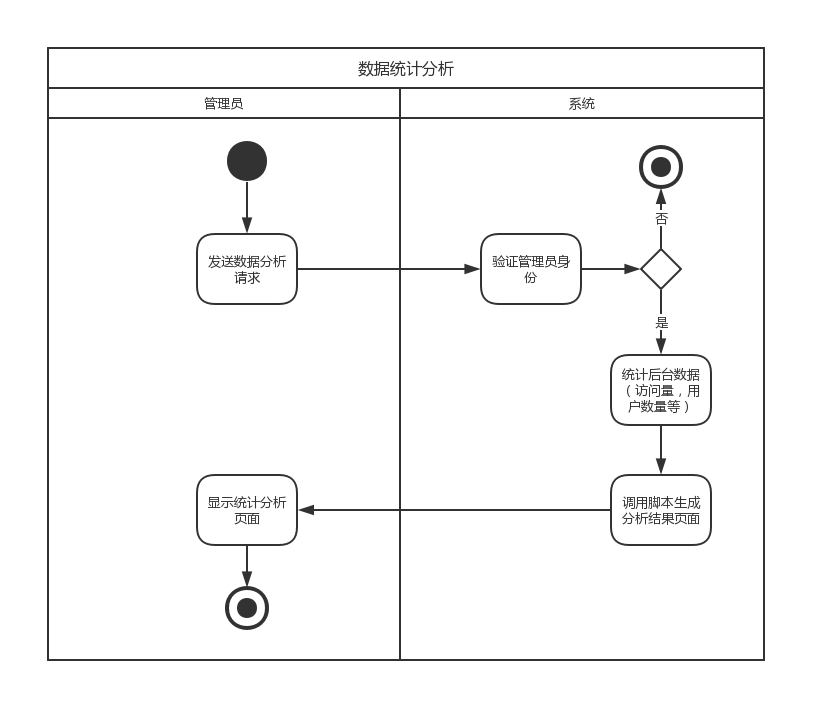 数据统计分析
管理员
系统
否
发送数据分析
请求
验证管理员身
份
是
统计后台数据
（访问量，用
户数量等）
显示统计分析
页面
调用脚本生成
分析结果页面